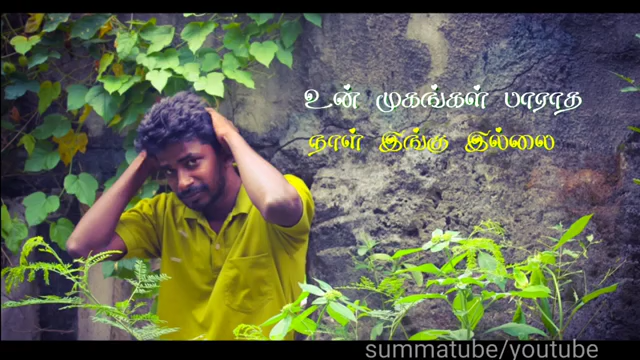 உன் முகங்கள் பாராத
நாள் இங்கு இல்லை
summatube/youtube